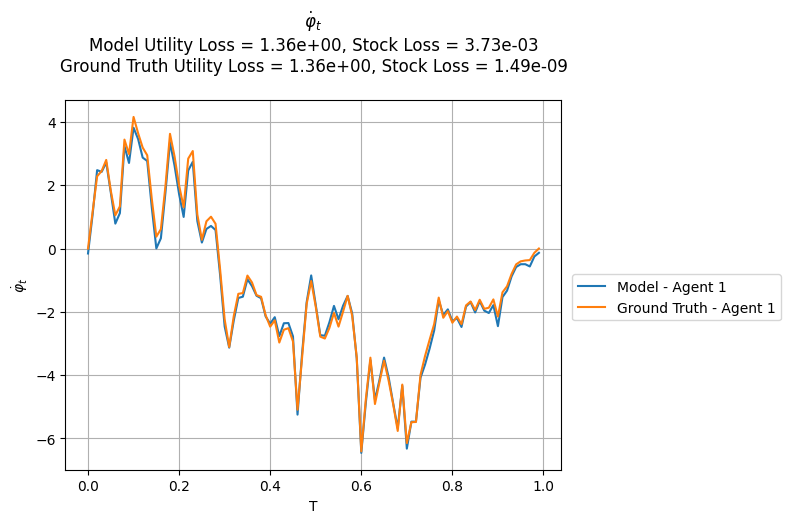 φ̇ₜ
Model Utility Loss = 1.36e+00, Stock Loss = 3.73e-03
Ground Truth Utility Loss = 1.36e+00, Stock Loss = 1.49e-09
4
2
0
−2
−4
−6
φ̇ₜ
0.0 0.2 0.4 0.6 0.8 1.0
T
Model - Agent 1
Ground Truth - Agent 1